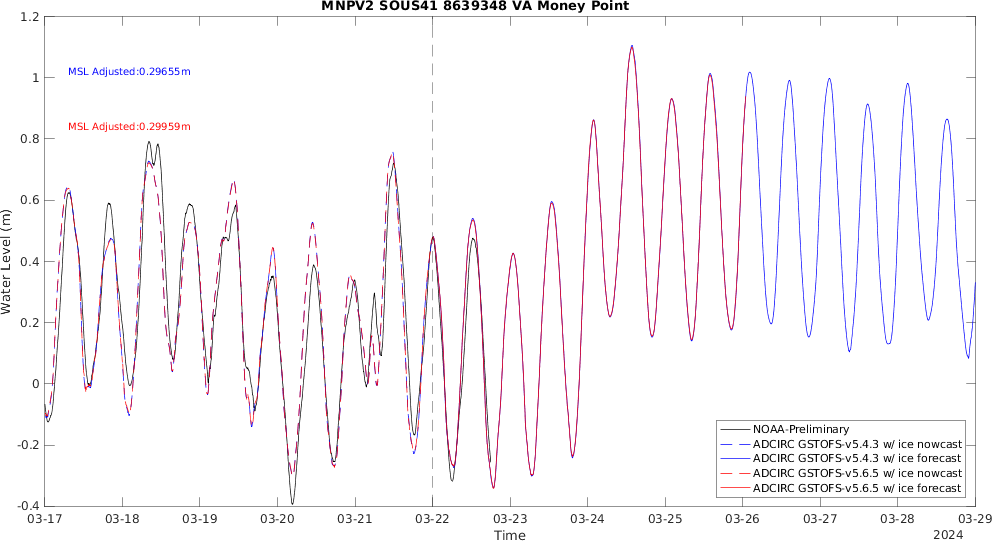 MNPV2 SOUS41 8639348 VA Money Point
1.2
1
0.8
0.6
0.4
0.2
0
-0.2
-0.4
Water Level (m)
MSL Adjusted:0.29655m
MSL Adjusted:0.29959m
NOAA-Preliminary
ADCIRC GSTOFS-v5.4.3 w/ ice nowcast
ADCIRC GSTOFS-v5.4.3 w/ ice forecast
ADCIRC GSTOFS-v5.6.5 w/ ice nowcast
ADCIRC GSTOFS-v5.6.5 w/ ice forecast
03-17 03-18 03-19 03-20 03-21 03-22 03-23 03-24 03-25 03-26 03-27 03-28 03-29
Time
2024